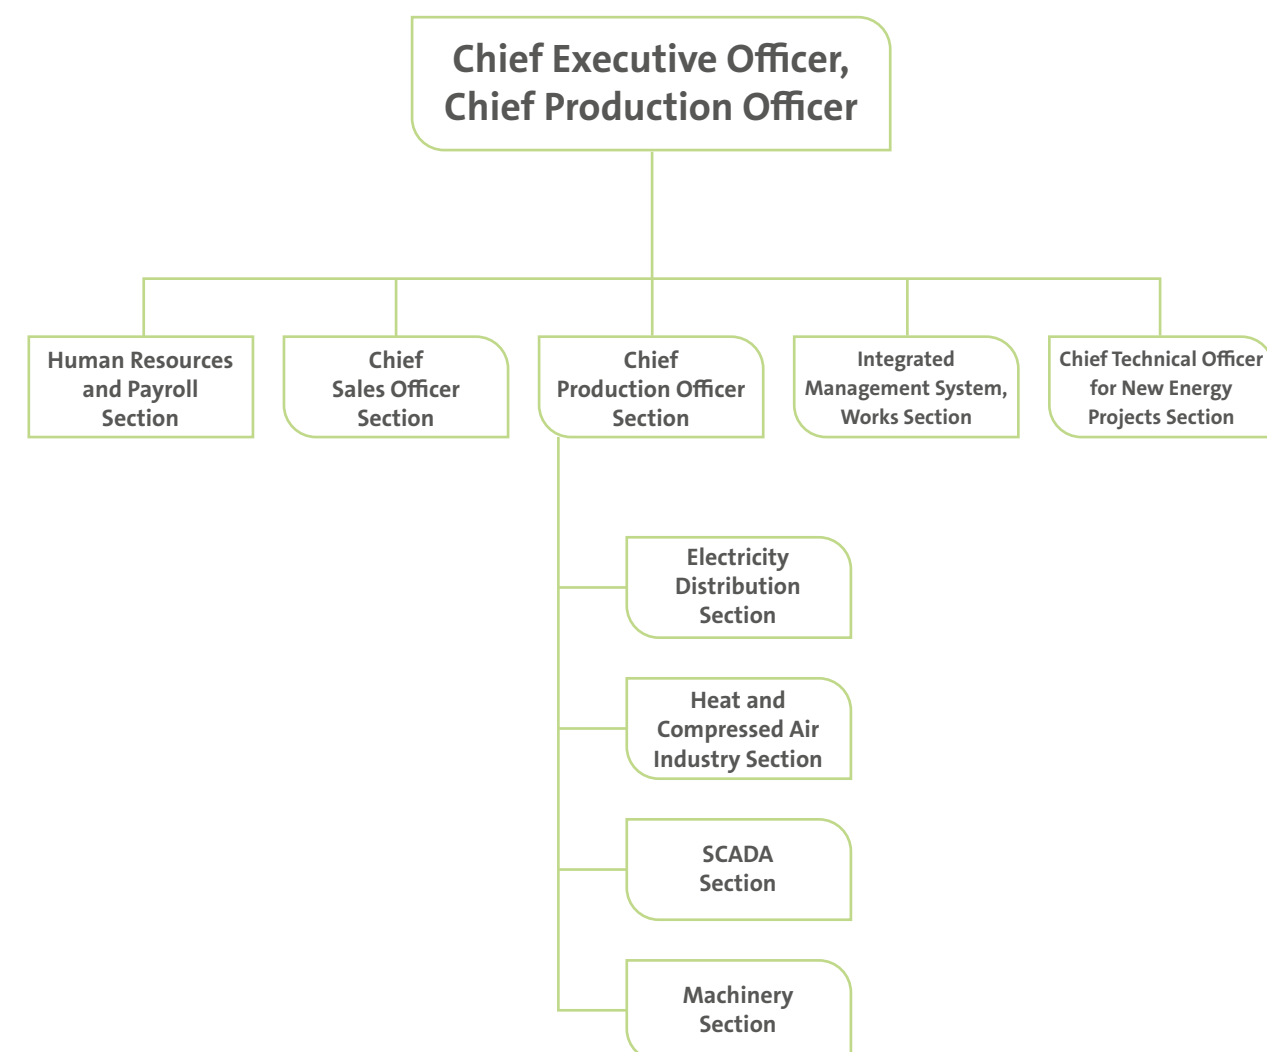 Chief Executive Officer,
Chief Production Officer
Human Resources
and Payroll
Section
Chief
Sales Officer
Section
Chief
Production Officer
Section
Integrated
Management System,
Works Section
Chief Technical Officer
for New Energy
Projects Section
Electricity
Distribution
Section
Heat and
Compressed Air
Industry Section
SCADA
Section
Machinery
Section